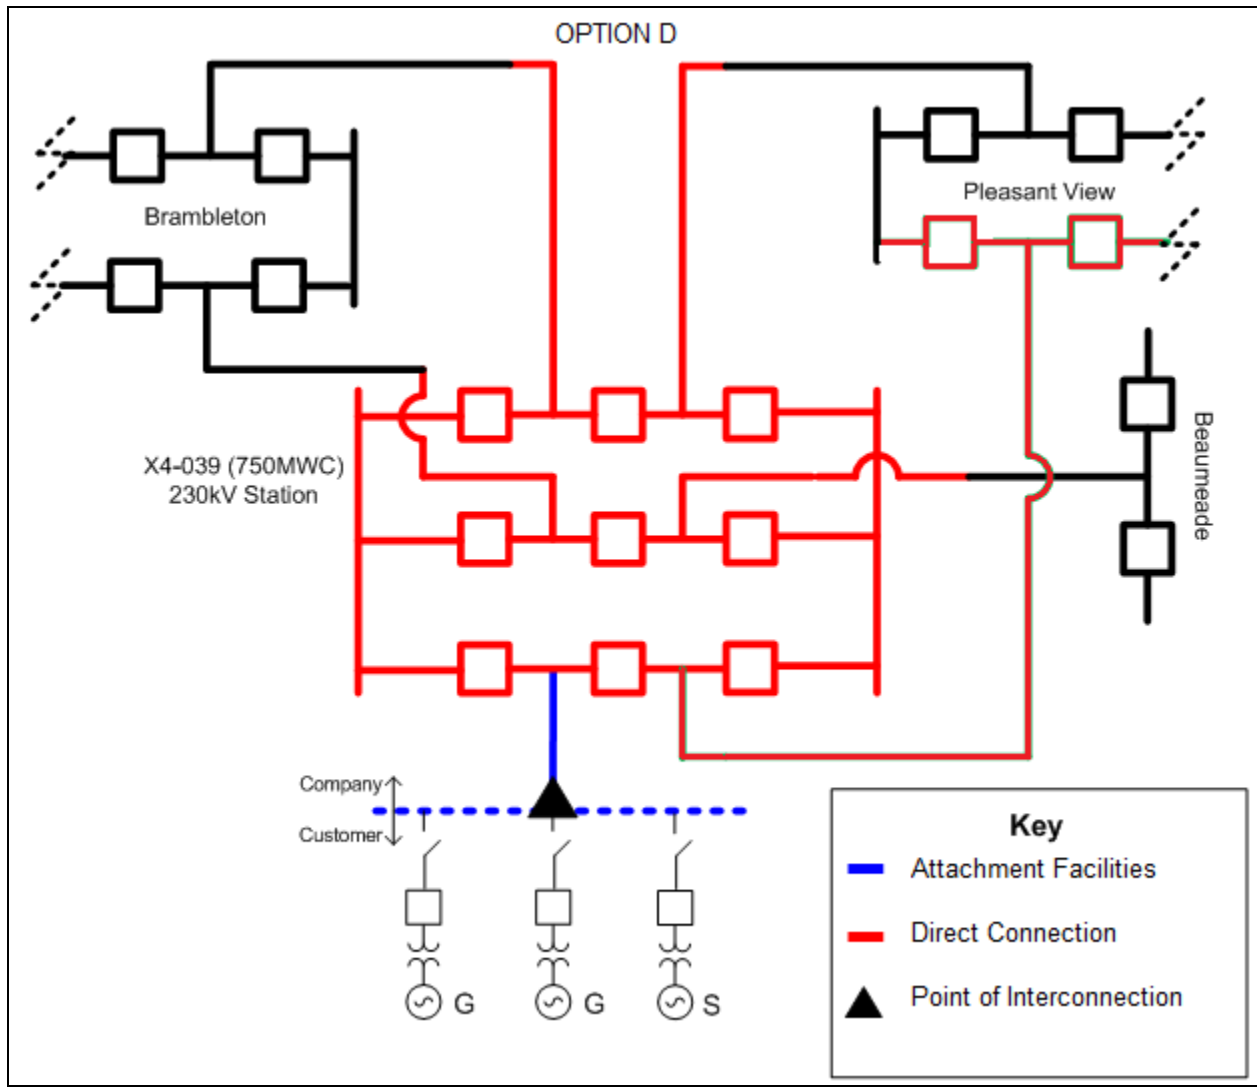 OPTION D
Brambleton
Pleasant View
Beaumeade
X4-039 (750MWC)
230kV Station
Company
Customer
G
G
S
Key
Attachment Facilities
Direct Connection
Point of Interconnection